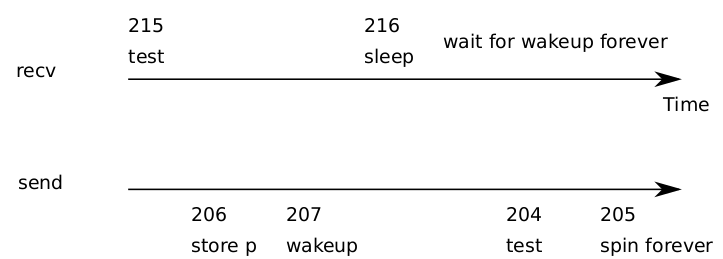 215
216
test
sleep
wait for wakeup forever
recv
Time
send
206
207
204
205
store p
wakeup
test
spin forever